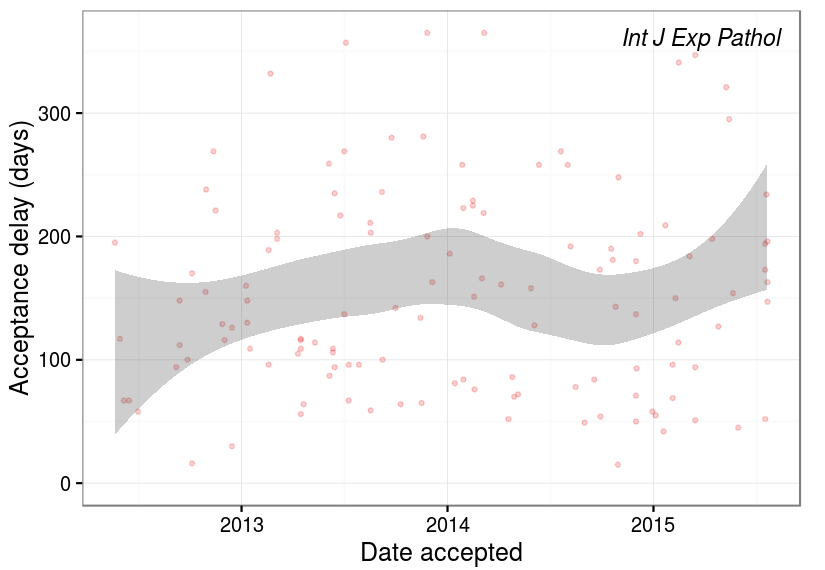 Int J Exp Pathol
Acceptance delay (days)
300
200
100
0
2013 2014 2015
Date accepted